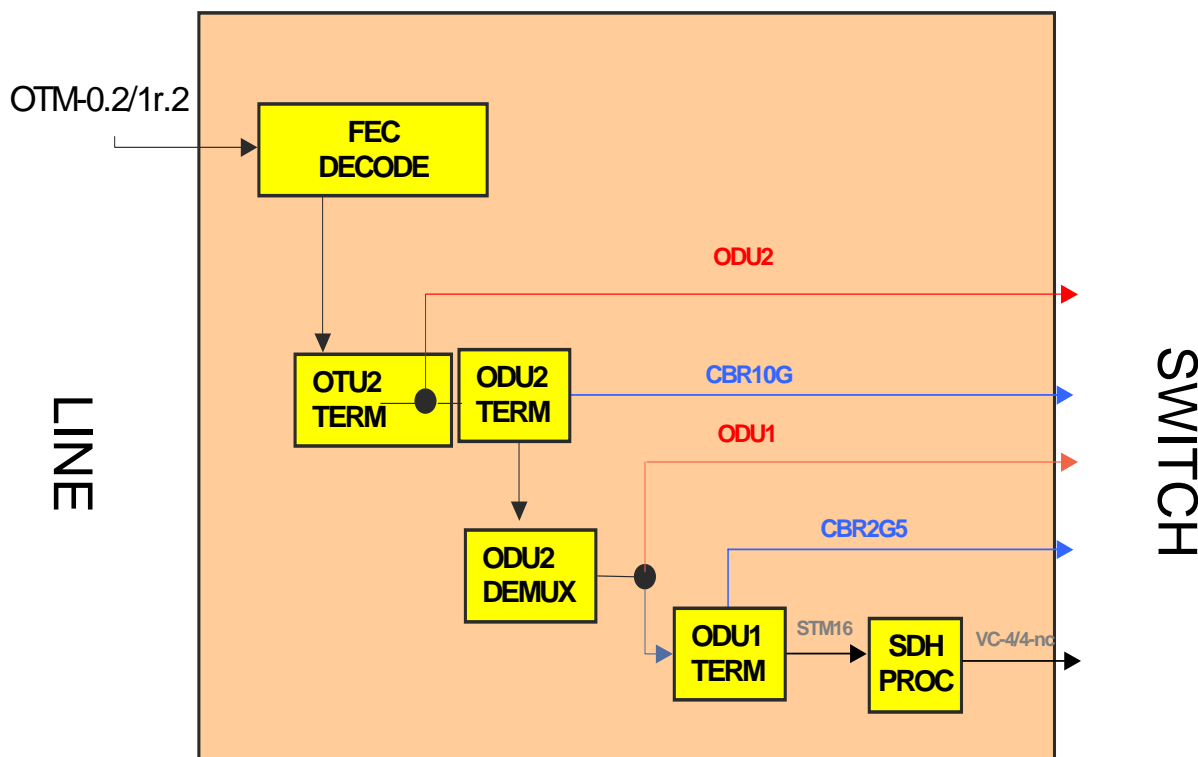 OTM-0.2/1r.2
FEC
DECODE
ODU2
OTU2
TERM
ODU2
TERM
CBR10G
ODU1
LINE
SWITCH
CBR2G5
ODU2
DEMUX
ODU1
TERM
STM16
SDH
PROC
VC-4/4-nc